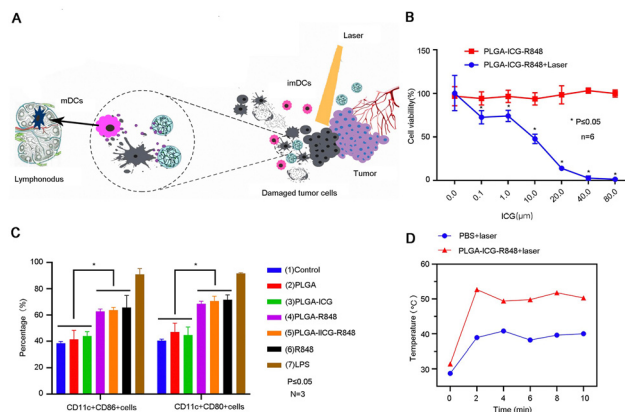 A
Laser
imDCs
mDCs
Lymphonodus
Tumor
Damaged tumor cells
B
PLGA-ICG-R848
PLGA-ICG-R848+Laser
Cell viability(%)
150
100
50
0
* P≤0.05
n=6
0.0 0.1 1.0 10.0 20.0 40.0 80.0
ICG(μm)
* * * * * *
C
Percentage (%)
100
80
60
40
20
0
* *
CD11c+CD86+cells CD11c+CD80+cells
(1)Control
(2)PLGA
(3)PLGA-ICG
(4)PLGA-R848
(5)PLGA-IICG-R848
(6)R848
(7)LPS
P≤0.05
N=3
D
PBS+laser
PLGA-ICG-R848+laser
Temperature (°C)
60
50
40
30
0 2 4 6 8 10
Time (min)